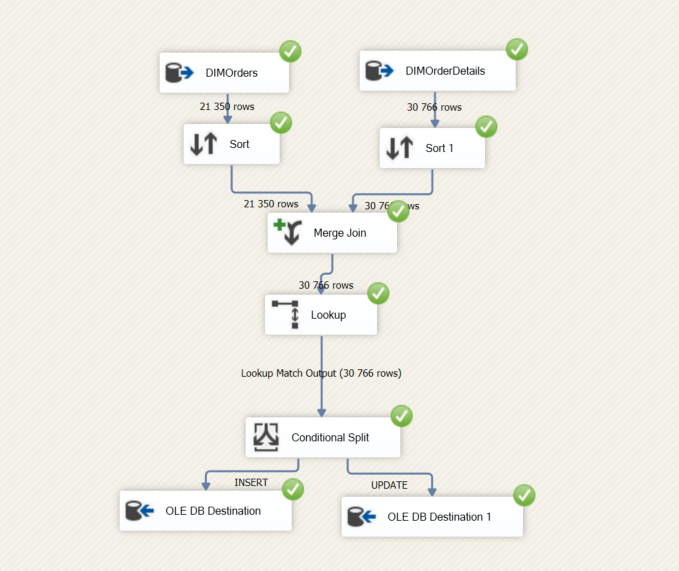 DIMOrders
DIMOrderDetails
21 350 rows
30 766 rows
Sort
Sort 1
21 350 rows
30 76
ws
Merge Join
30 766 rows
Lookup
Lookup Match Output (30 766 rows)
Conditional Split
INSERT
UPDATE
OLE DB Destination
OLE DB Destination 1